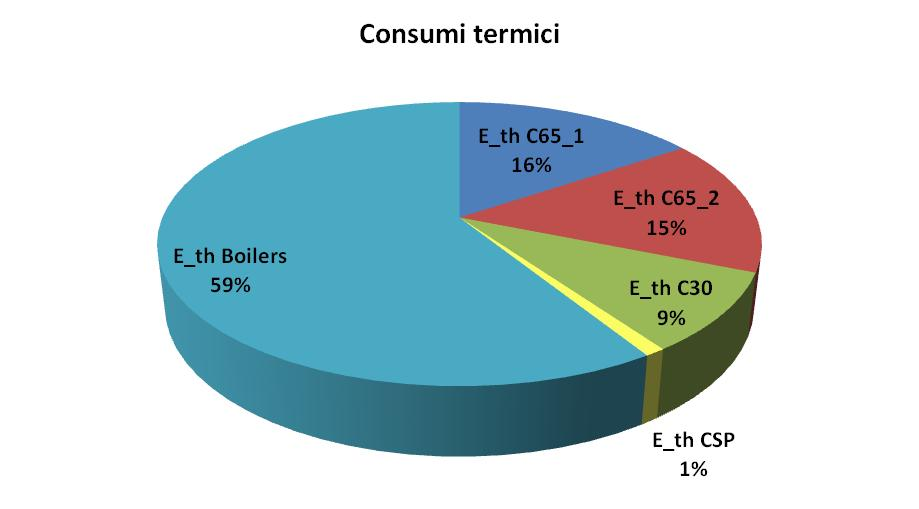 Consumi termici
E_th C65_1
16%
E_th C65_2
15%
E_th C30
9%
E_th CSP
1%
E_th Boilers
59%